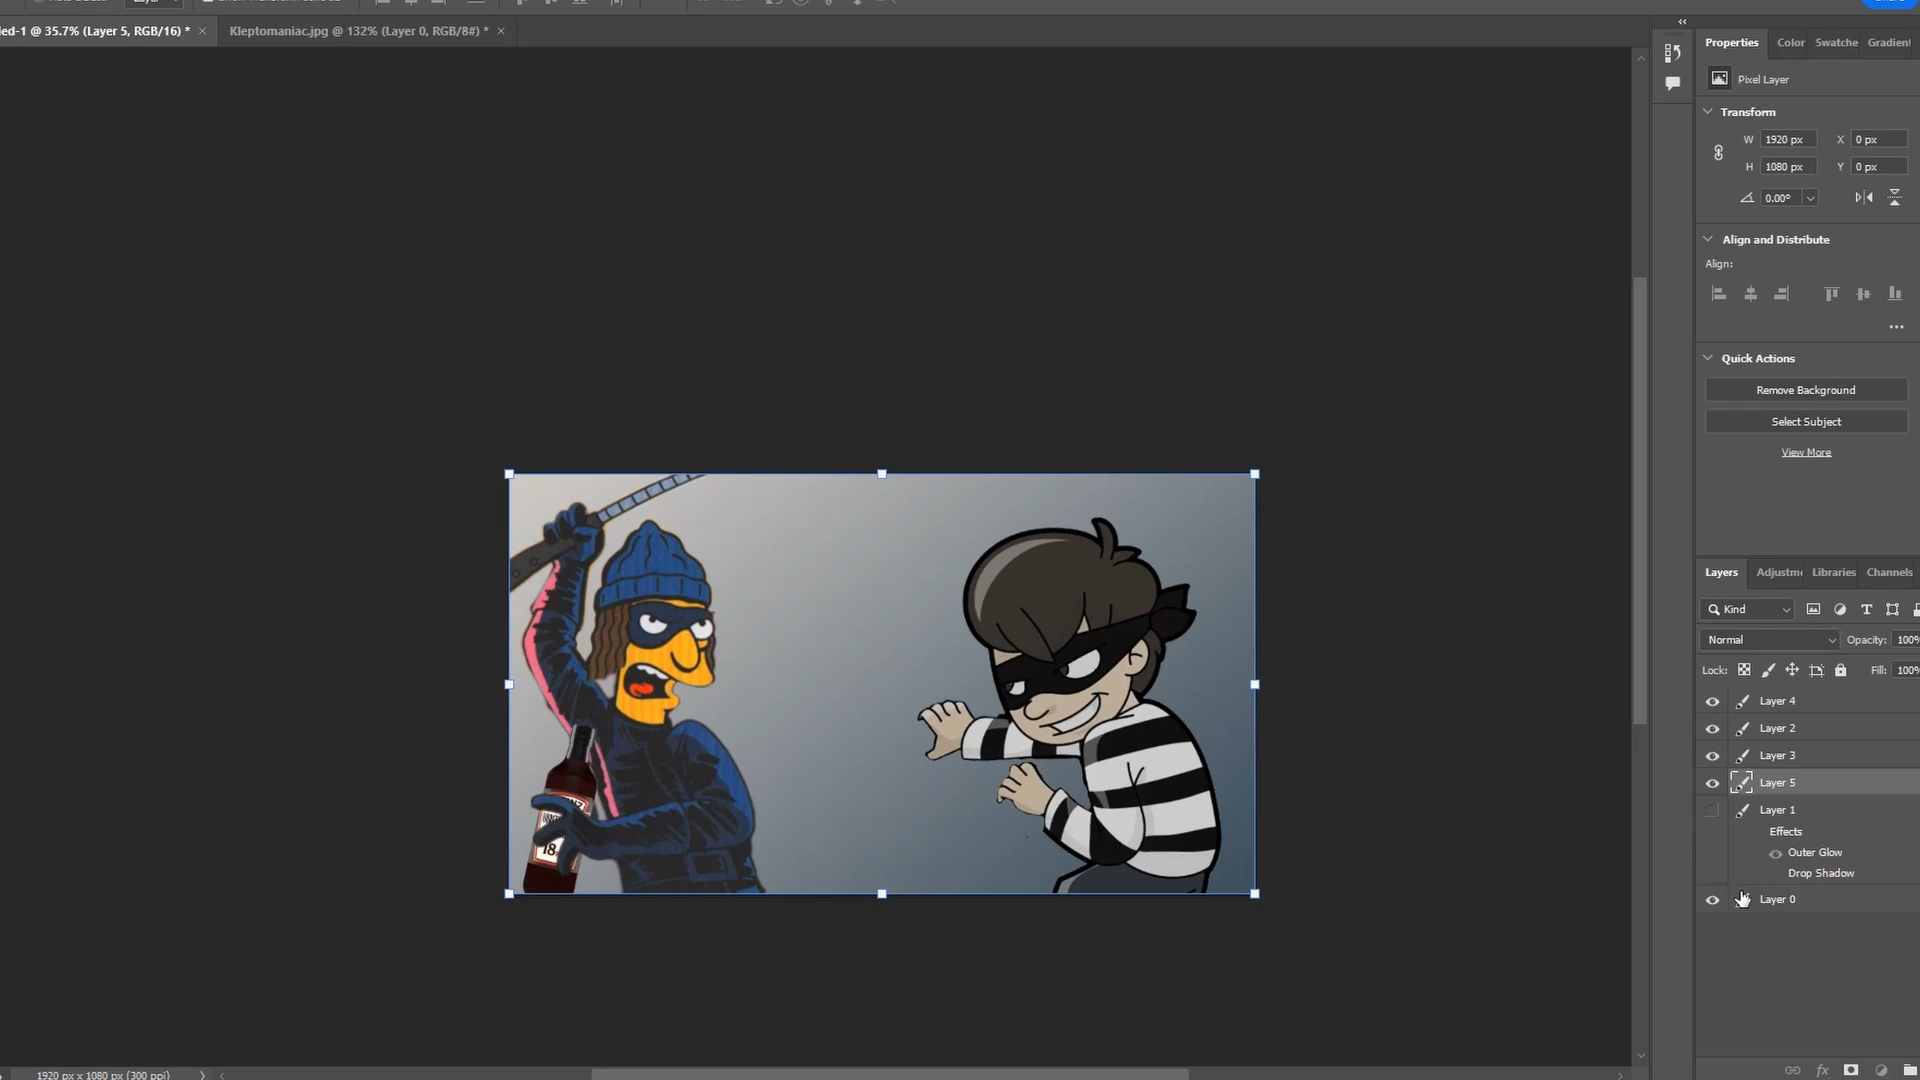 ed-1 @ 35.7% (Layer 5, RGB/16) *
Kleptomaniac.jpg @ 132% (Layer 0, RGB/8#) *
Properties
Color
Swatche
Gradient
Pixel Layer
Transform
W 1920 px X 0 px
H 1080 px Y 0 px
0.00°
Align and Distribute
Align:
Quick Actions
Remove Background
Select Subject
View More
Layers
Adjustme
Libraries
Channels
Kind
Normal
Opacity: 100%
Lock:
Fill: 100%
Layer 4
Layer 2
Layer 3
Layer 5
Layer 1
Effects
Outer Glow
Drop Shadow
Layer 0
18
fx
1920 px x 1080 px (300 ppi)